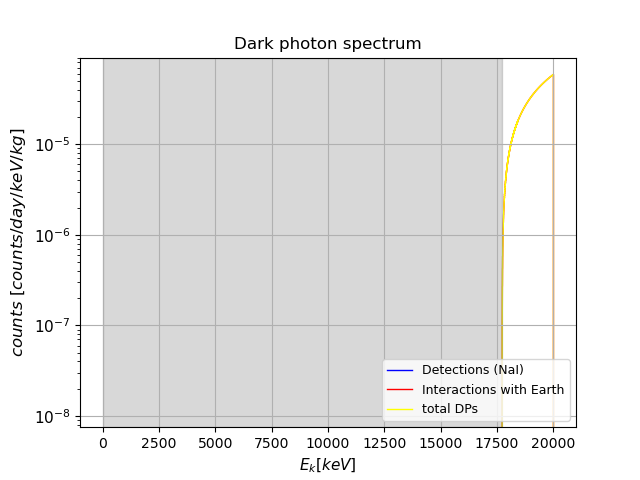 Dark photon spectrum
counts [counts/day/keV/kg]
10⁻⁵
10⁻⁶
10⁻⁷
10⁻⁸
Detections (NaI)
Interactions with Earth
total DPs
0 2500 5000 7500 10000 12500 15000 17500 20000
Eₖ[keV]